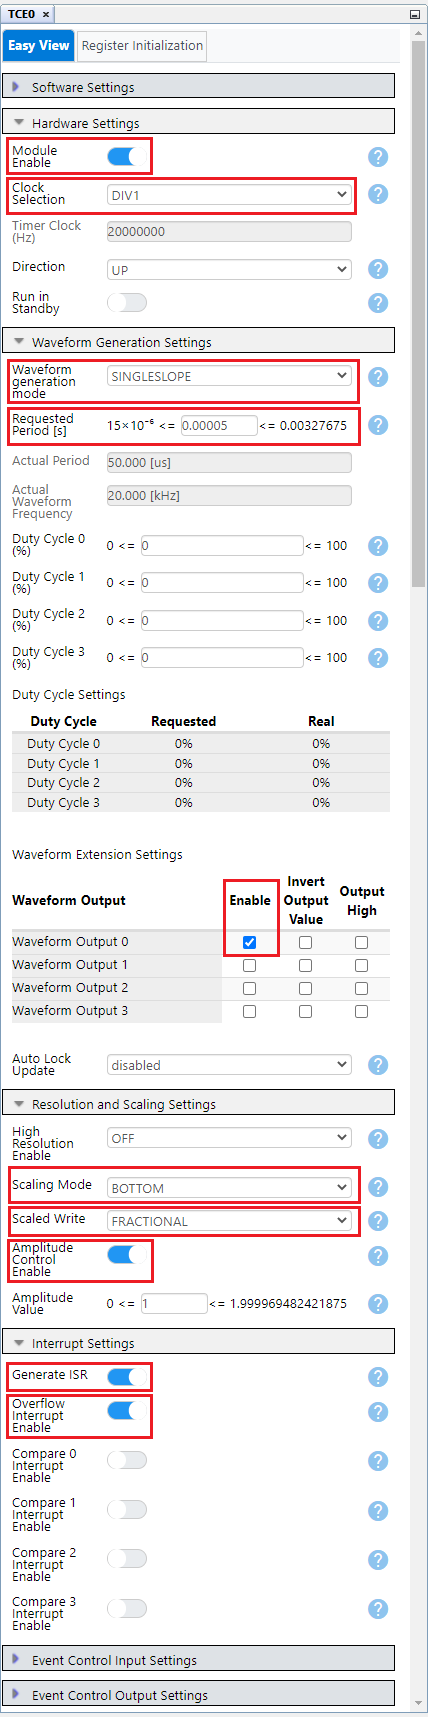 TCE0 ×
Easy View Register Initialization
Software Settings
Hardware Settings
Module
Enable
?
Clock
Selection
DIV1
?
Timer Clock
(Hz)
20000000
Direction
UP
?
Run in
Standby
?
Waveform Generation Settings
Waveform
generation
mode
SINGLESLOPE
?
Requested
Period [s]
15×10⁻⁶ <= 0.00005 <= 0.00327675
?
Actual Period
50.000 [us]
Actual
Waveform
Frequency
20.000 [kHz]
Duty Cycle 0
(%)
0 <= 0 <= 100
?
Duty Cycle 1
(%)
0 <= 0 <= 100
?
Duty Cycle 2
(%)
0 <= 0 <= 100
?
Duty Cycle 3
(%)
0 <= 0 <= 100
?
Duty Cycle Settings
Duty Cycle Requested Real
Duty Cycle 0 0% 0%
Duty Cycle 1 0% 0%
Duty Cycle 2 0% 0%
Duty Cycle 3 0% 0%
Waveform Extension Settings
Waveform Output
Enable
Invert
Output
Value
Output
High
Waveform Output 0
Waveform Output 1
Waveform Output 2
Waveform Output 3
Auto Lock
Update
disabled
?
Resolution and Scaling Settings
High
Resolution
Enable
OFF
?
Scaling Mode
BOTTOM
?
Scaled Write
FRACTIONAL
?
Amplitude
Control
Enable
?
Amplitude
Value
0 <= 1 <= 1.999969482421875
?
Interrupt Settings
Generate ISR
?
Overflow
Interrupt
Enable
?
Compare 0
Interrupt
Enable
?
Compare 1
Interrupt
Enable
?
Compare 2
Interrupt
Enable
?
Compare 3
Interrupt
Enable
?
Event Control Input Settings
Event Control Output Settings